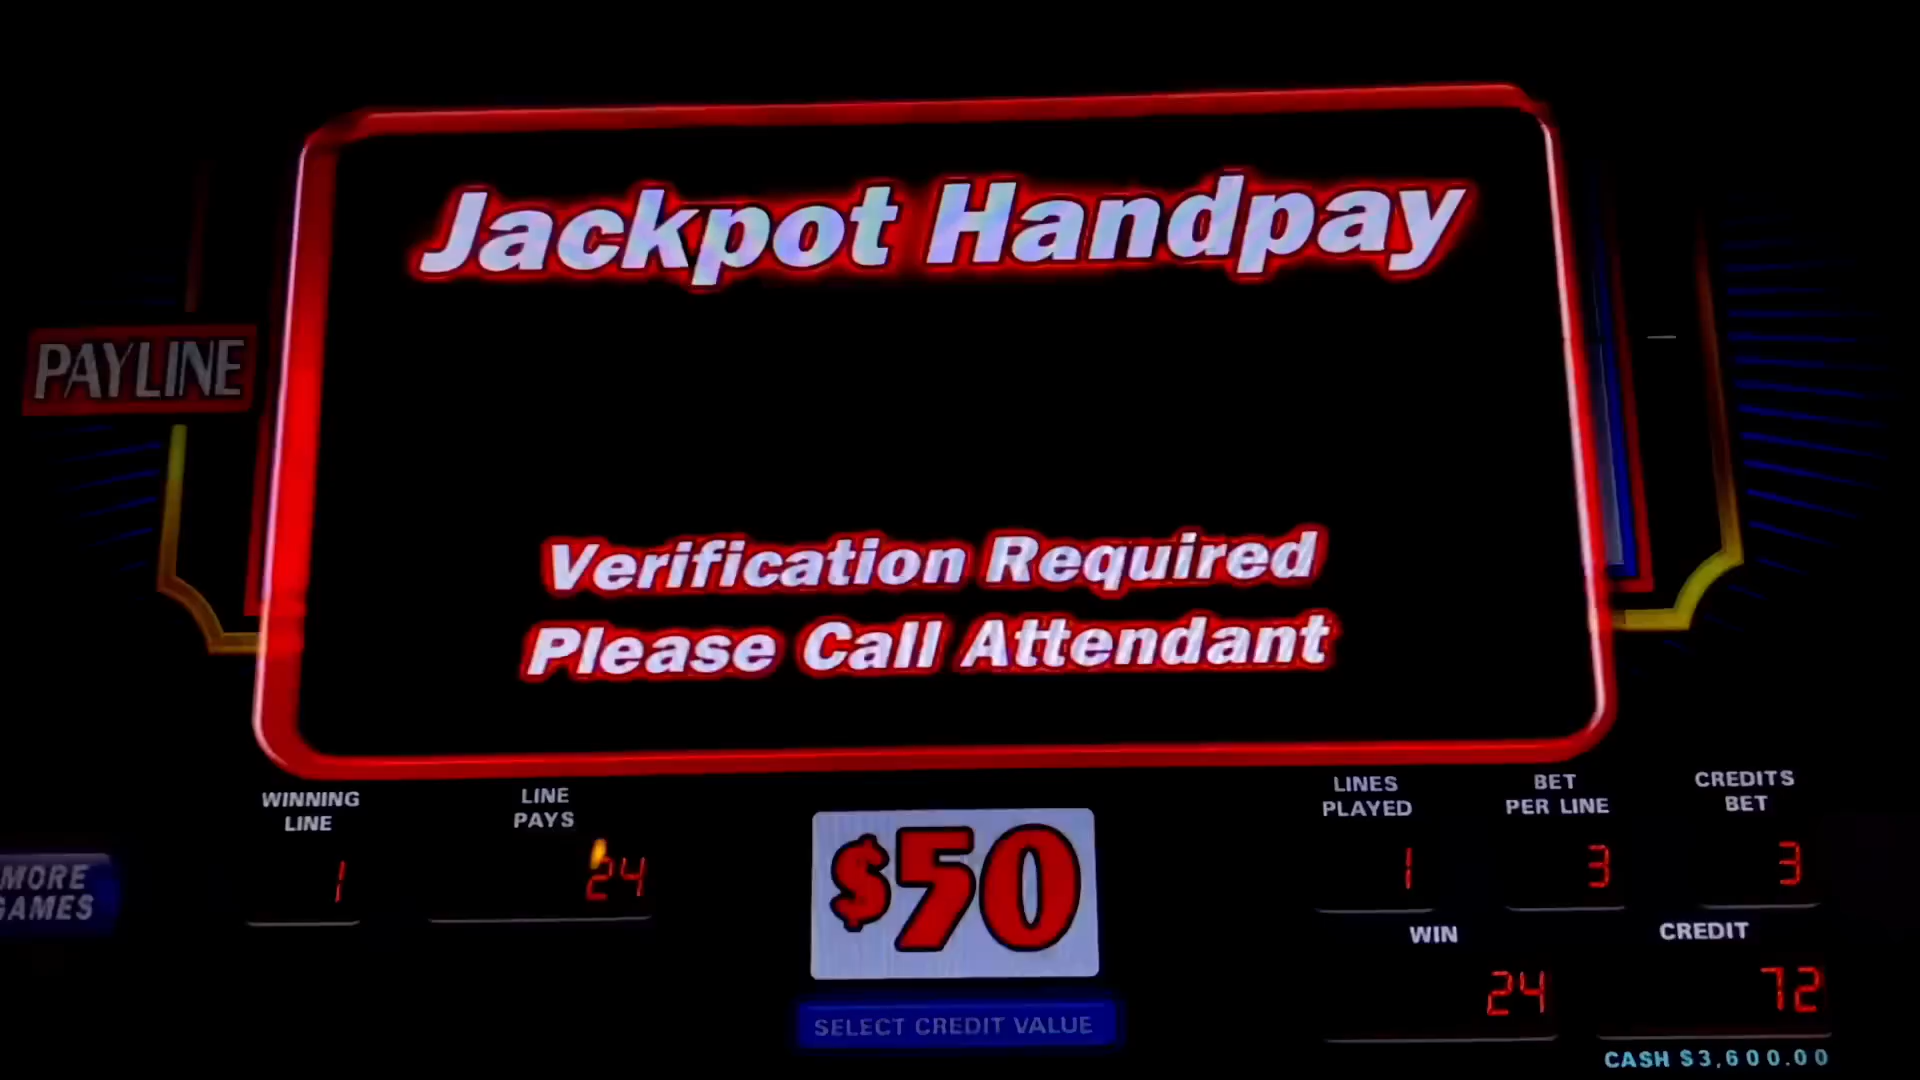 Jackpot Handpay
PAYLINE
Verification Required
Please Call Attendant
WINNING
LINE
1
LINE
PAYS
24
$50
SELECT CREDIT VALUE
LINES
PLAYED
1
BET
PER LINE
3
CREDITS
BET
3
MORE
GAMES
WIN
24
CREDIT
72
CASH $3,600.00